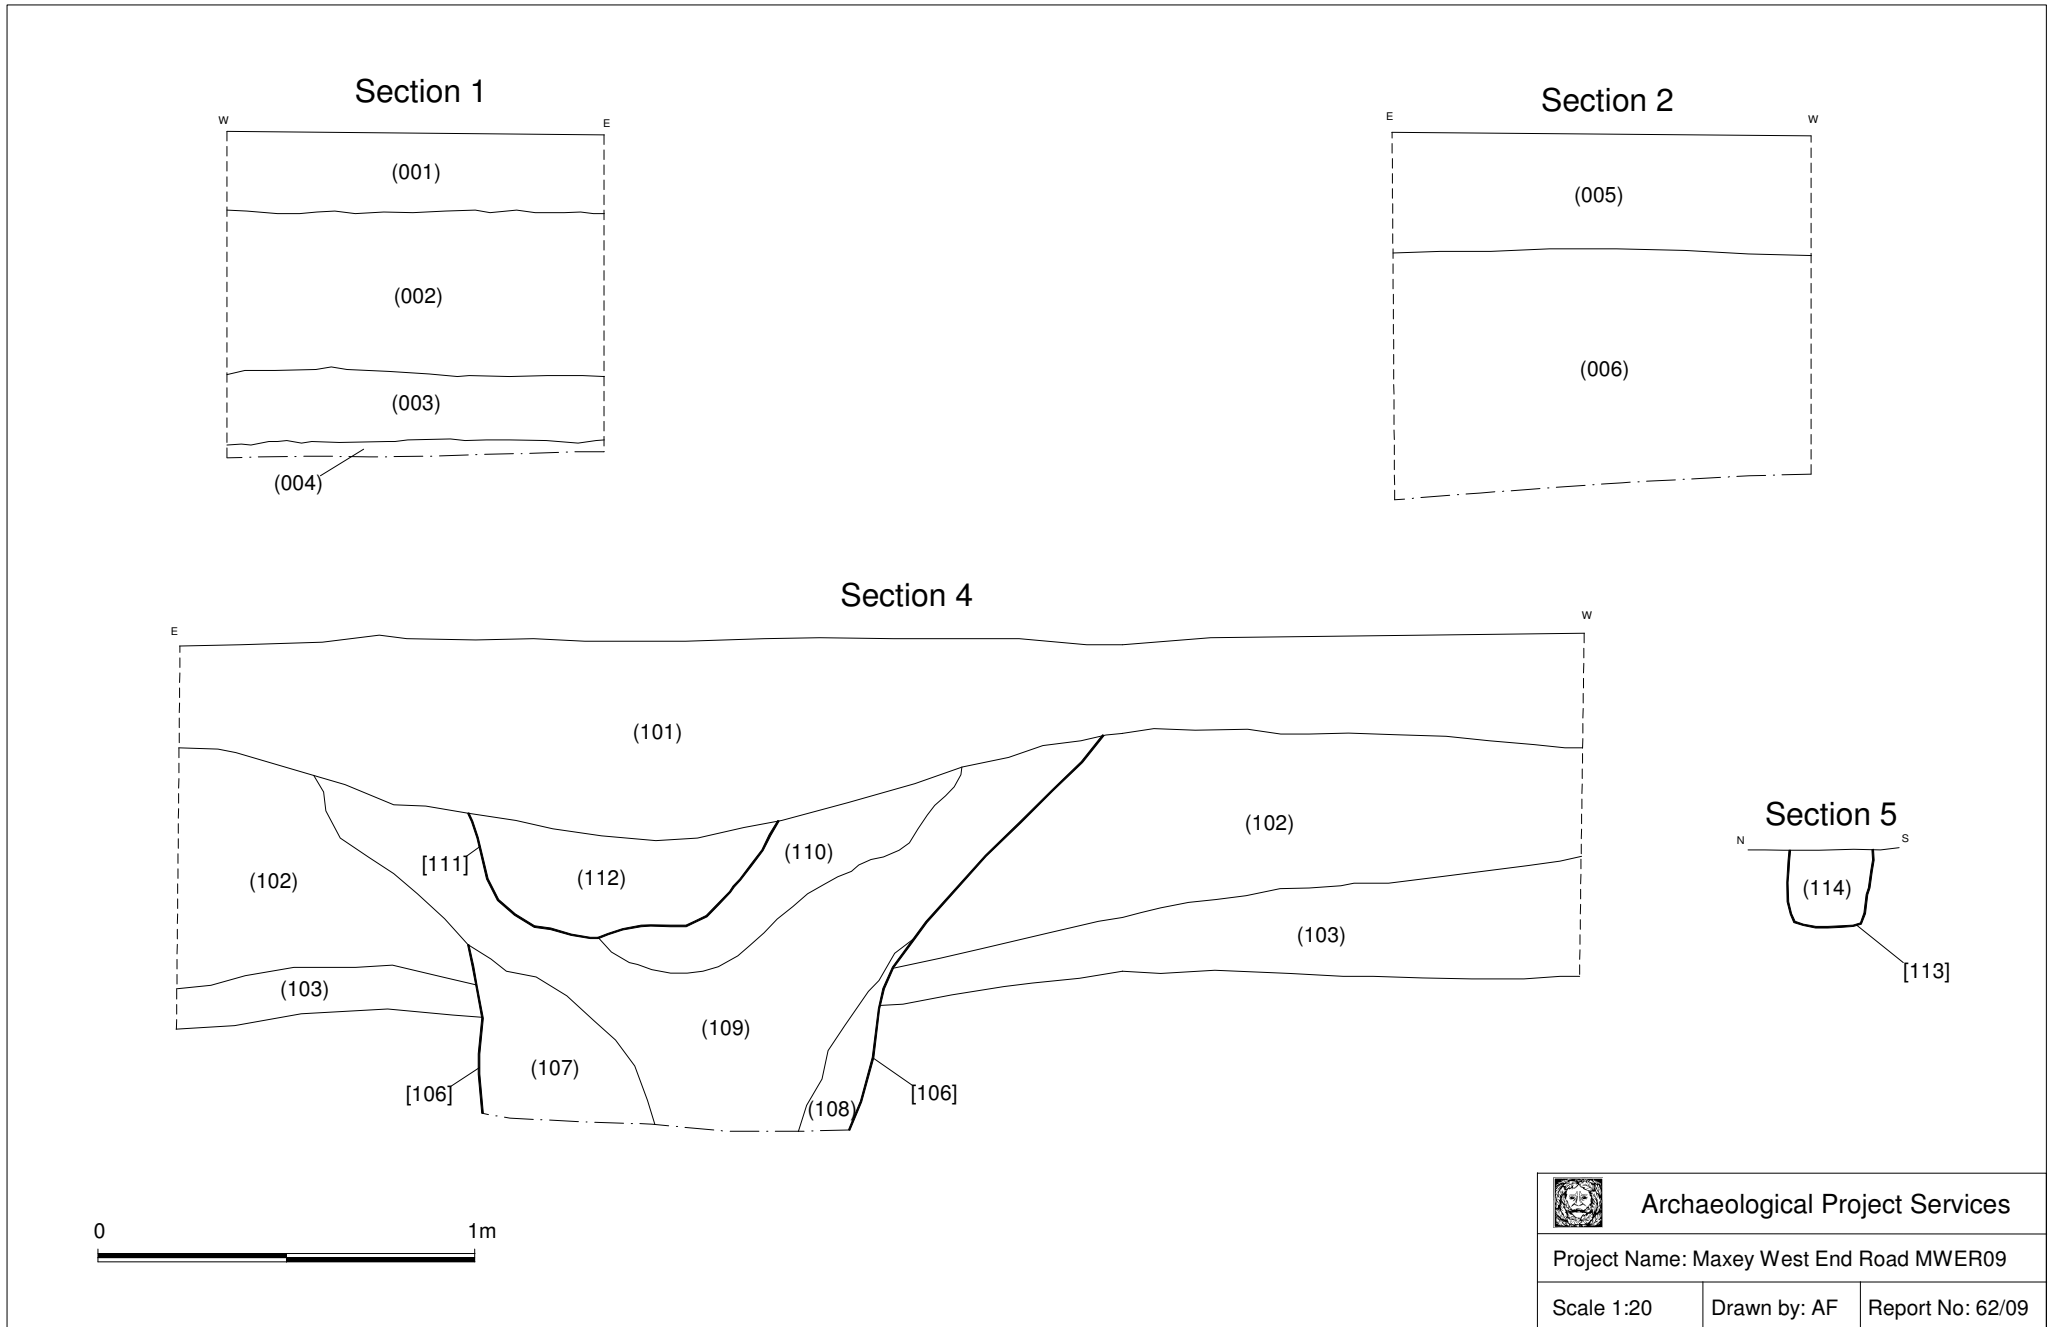 Section 1
W
E
(001)
(002)
(003)
(004)
Section 2
E
W
(005)
(006)
Section 4
E
W
(101)
(102)
[111]
(112)
(110)
(102)
(103)
(103)
(109)
(107)
[106]
(108)
[106]
Section 5
N
S
(114)
[113]
0
1m
Archaeological Project Services
Project Name: Maxey West End Road MWER09
Scale 1:20
Drawn by: AF
Report No: 62/09